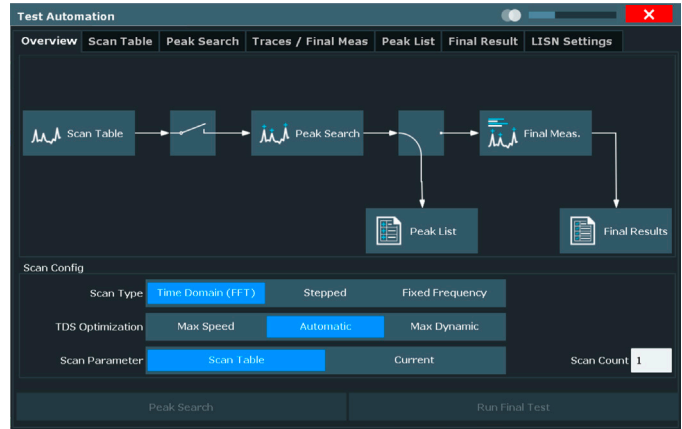 Test Automation
Overview Scan Table Peak Search Traces / Final Meas Peak List Final Result LISN Settings
Scan Table Peak Search Final Meas.
Peak List Final Results
Scan Config
Scan Type Time Domain (FFT) Stepped Fixed Frequency
TDS Optimization Max Speed Automatic Max Dynamic
Scan Parameter Scan Table Current Scan Count 1
Peak Search Run Final Test